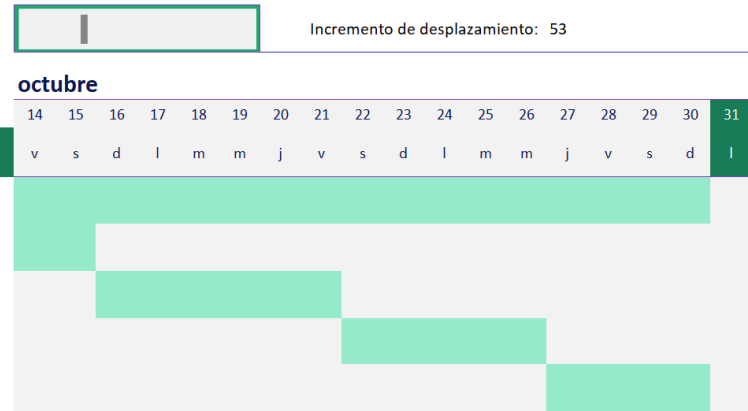 Incremento de desplazamiento: 53
octubre
14 15 16 17 18 19 20 21 22 23 24 25 26 27 28 29 30 31
v s d l m m j v s d l m m j v s d l